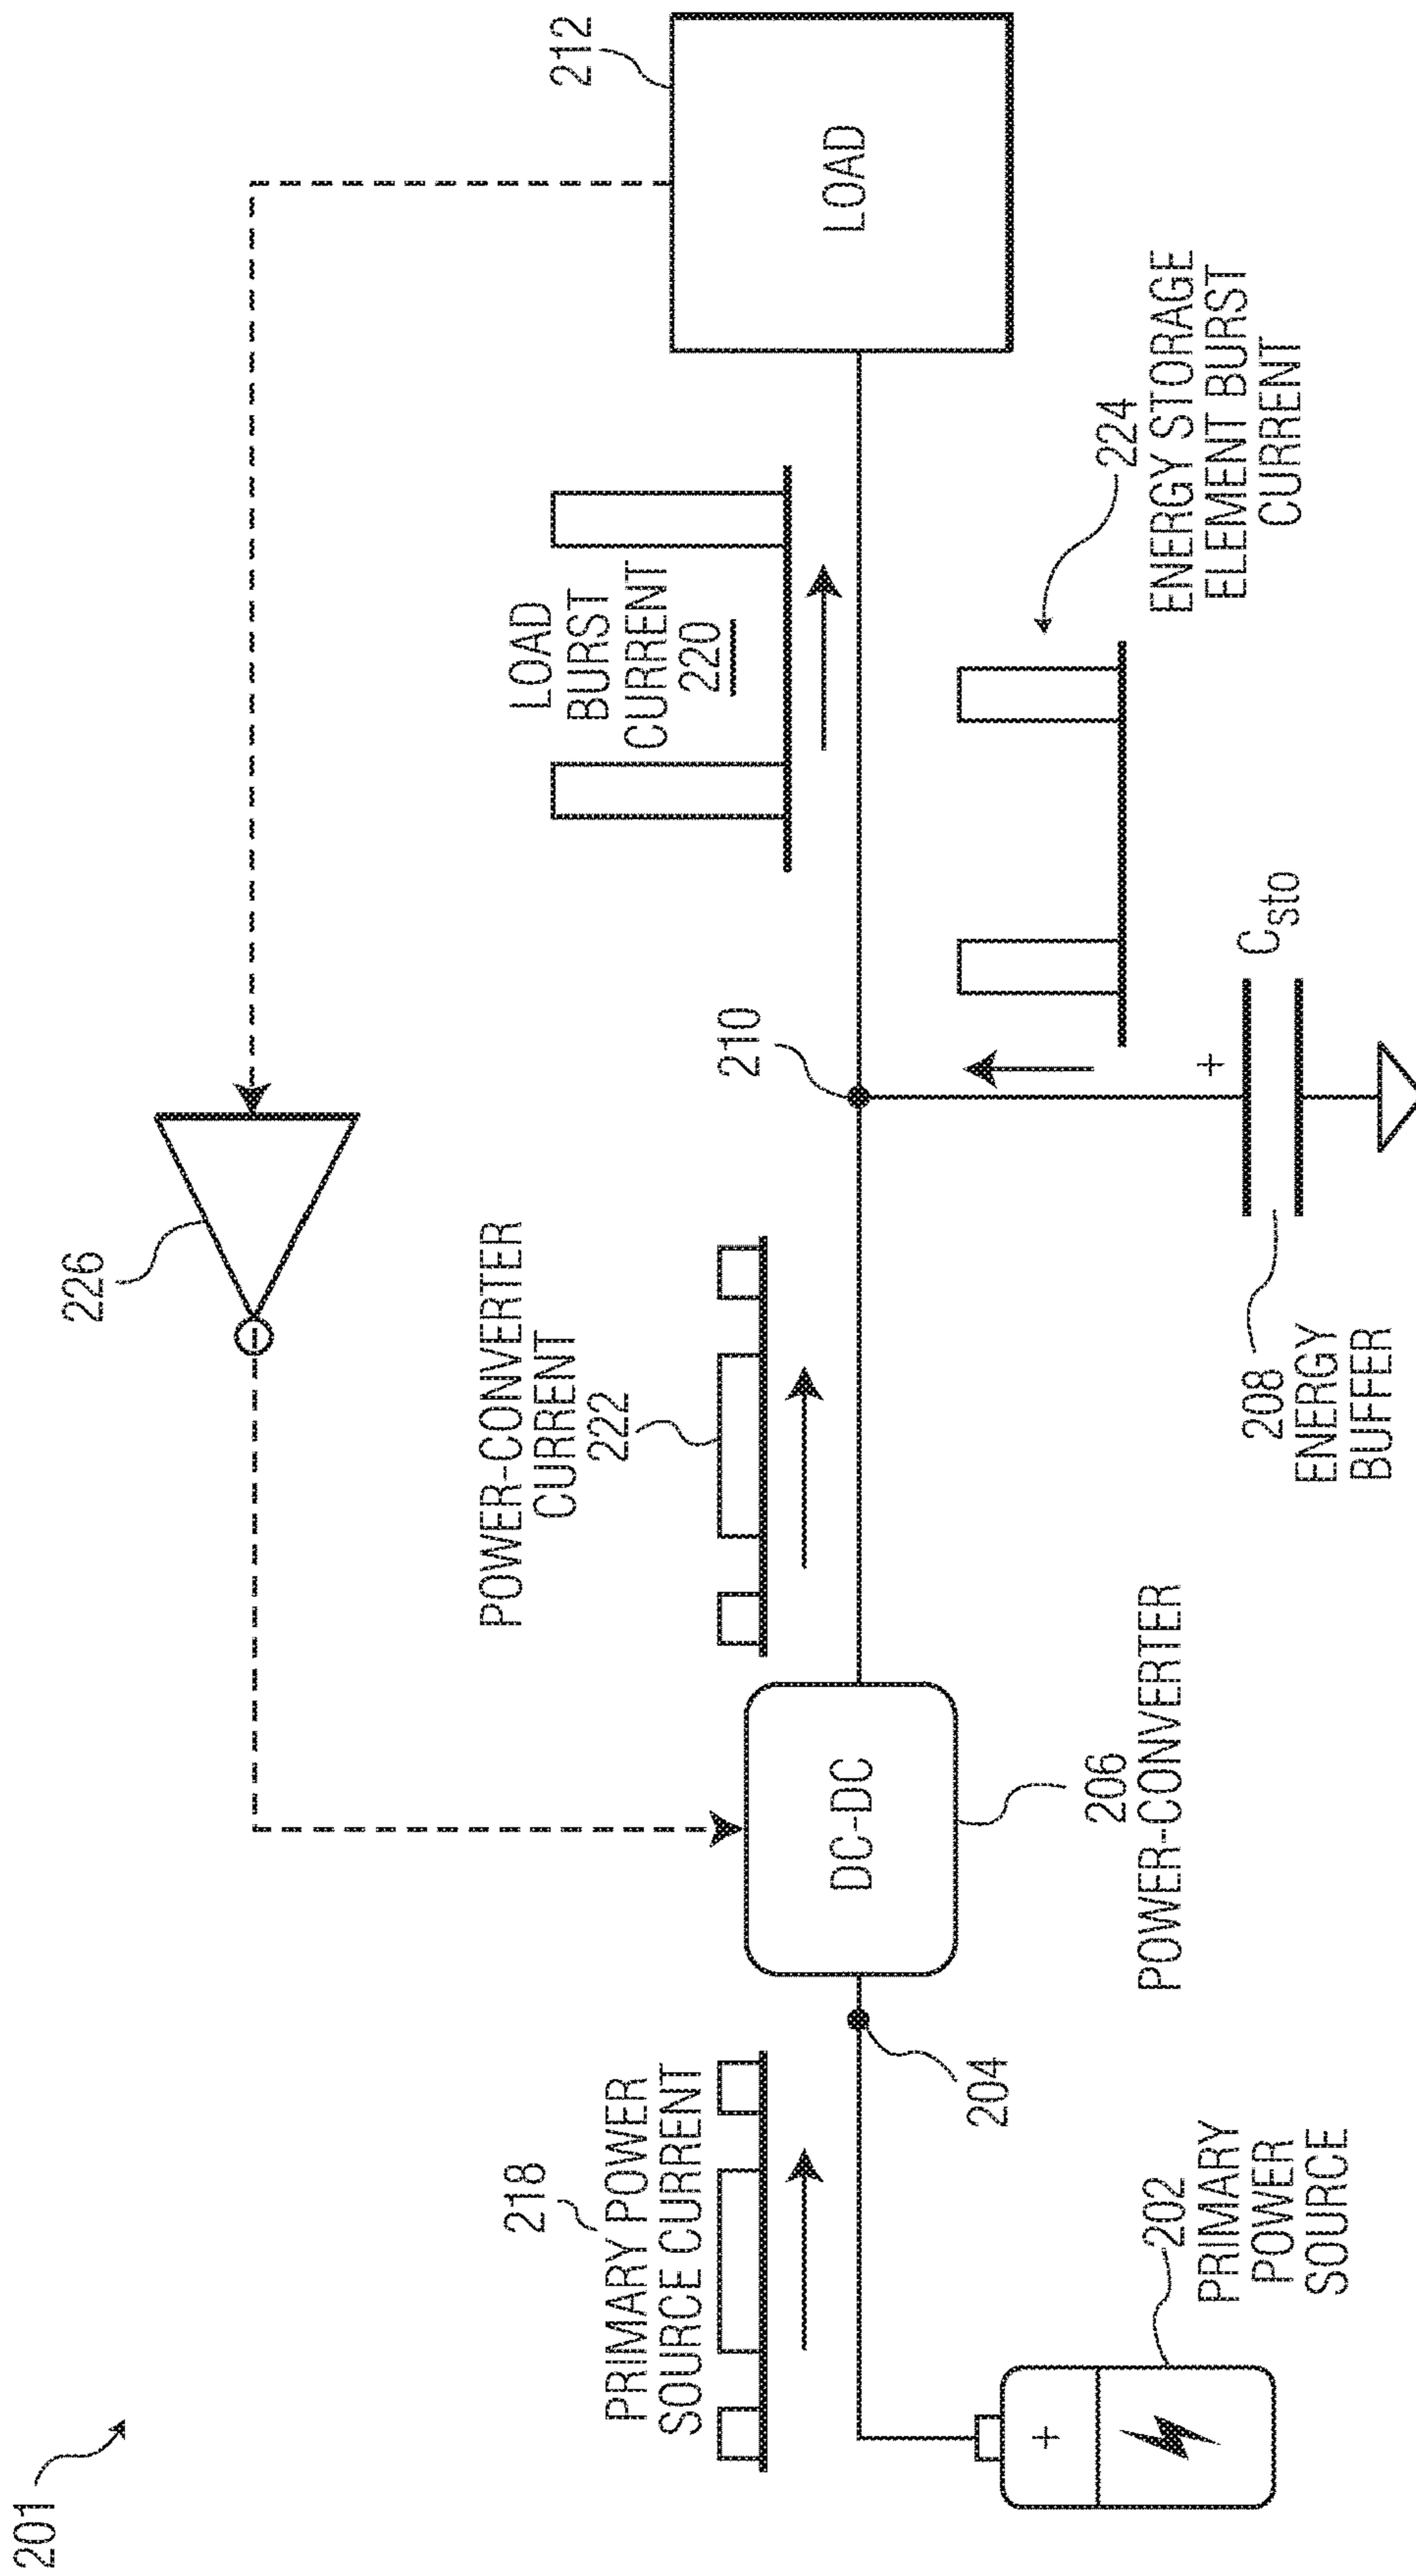 201
226
218
PRIMARY POWER
SOURCE CURRENT
POWER-CONVERTER
CURRENT
222
LOAD
BURST
CURRENT
220
212
LOAD
210
204
DC-DC
206
POWER-CONVERTER
202
PRIMARY
POWER
SOURCE
+
208
ENERGY
BUFFER
+
Csto
224
ENERGY STORAGE
ELEMENT BURST
CURRENT